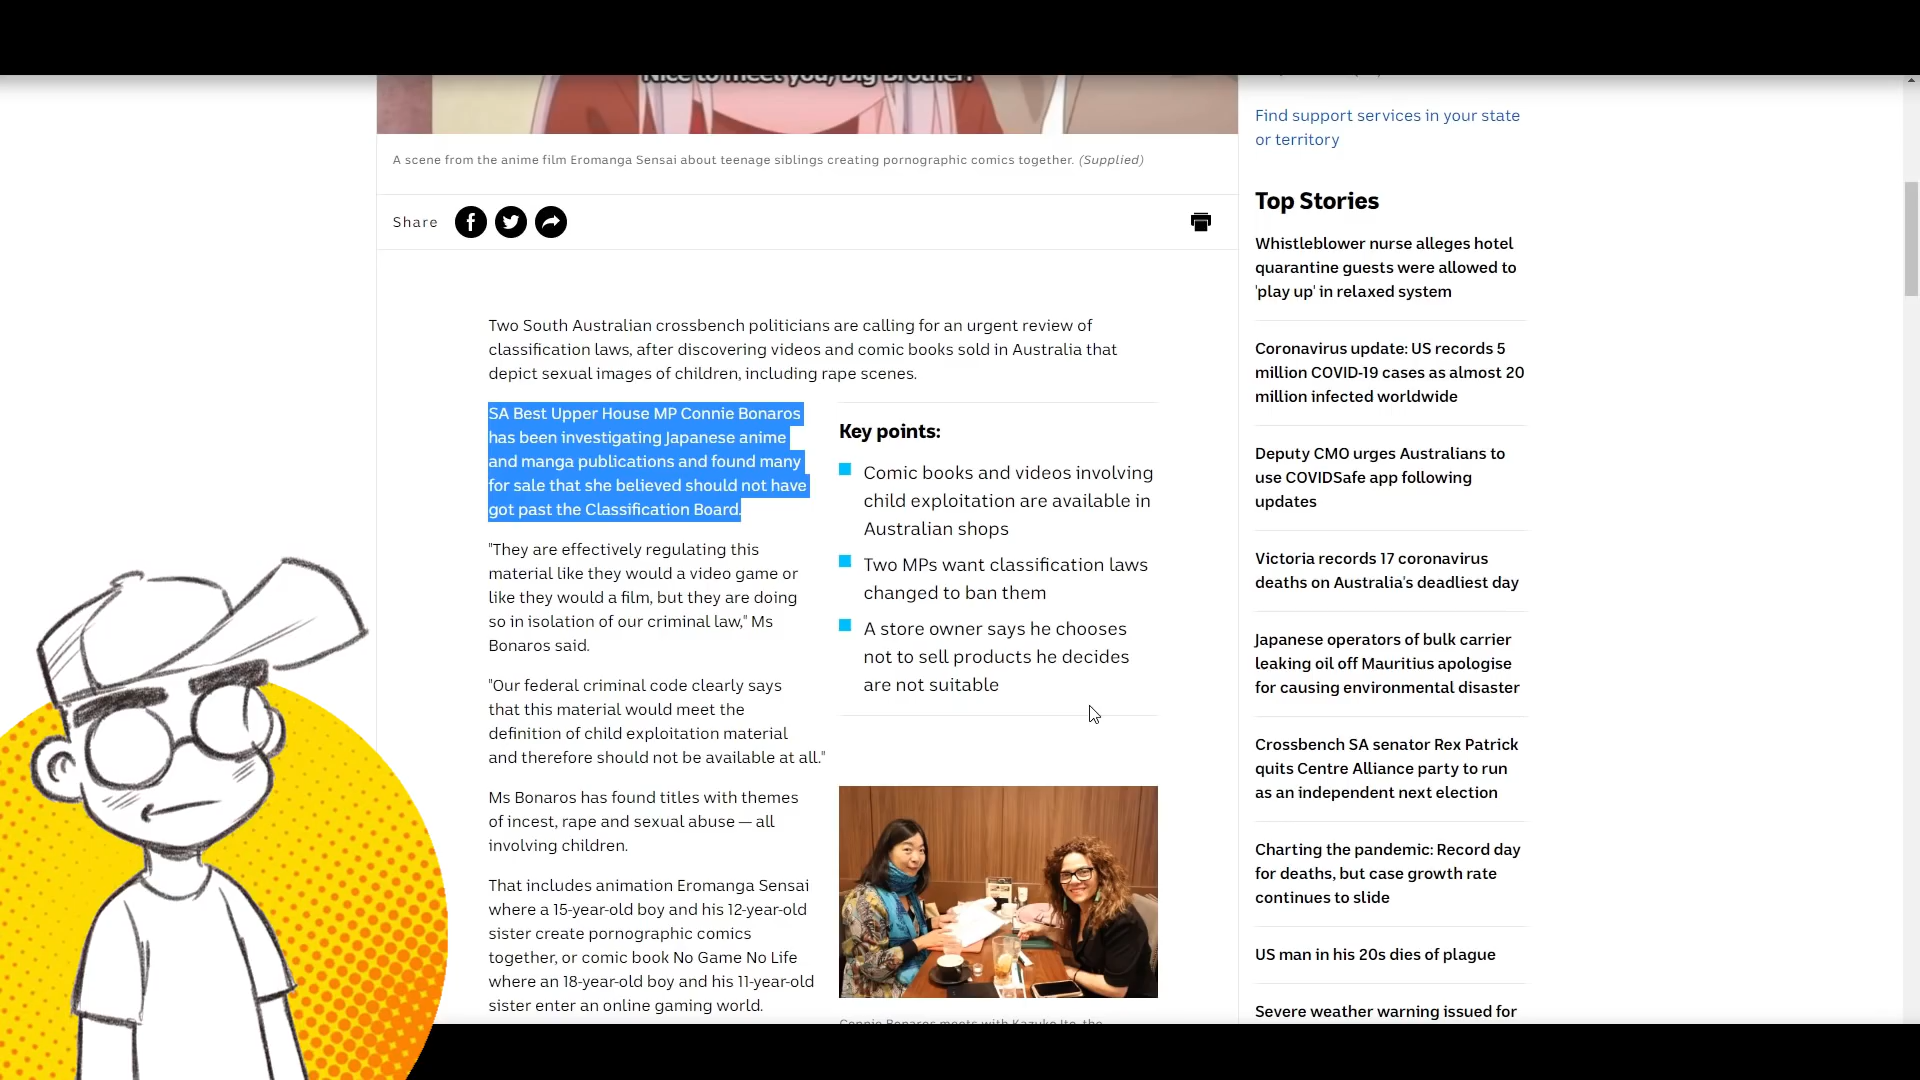 Nice to meet you, Big Brother.
A scene from the anime film Eromanga Sensai about teenage siblings creating pornographic comics together. (Supplied)
Share
Two South Australian crossbench politicians are calling for an urgent review of
classification laws, after discovering videos and comic books sold in Australia that
depict sexual images of children, including rape scenes.
SA Best Upper House MP Connie Bonaros
has been investigating Japanese anime
and manga publications and found many
for sale that she believed should not have
got past the Classification Board.
"They are effectively regulating this
material like they would a video game or
like they would a film, but they are doing
so in isolation of our criminal law," Ms
Bonaros said.
"Our federal criminal code clearly says
that this material would meet the
definition of child exploitation material
and therefore should not be available at all."
Ms Bonaros has found titles with themes
of incest, rape and sexual abuse — all
involving children.
That includes animation Eromanga Sensai
where a 15-year-old boy and his 12-year-old
sister create pornographic comics
together, or comic book No Game No Life
where an 18-year-old boy and his 11-year-old
sister enter an online gaming world.
Key points:
Comic books and videos involving
child exploitation are available in
Australian shops
Two MPs want classification laws
changed to ban them
A store owner says he chooses
not to sell products he decides
are not suitable
Connie Bonaros meets with Kazuko Ito, the
Find support services in your state
or territory
Top Stories
Whistleblower nurse alleges hotel
quarantine guests were allowed to
'play up' in relaxed system
Coronavirus update: US records 5
million COVID-19 cases as almost 20
million infected worldwide
Deputy CMO urges Australians to
use COVIDSafe app following
updates
Victoria records 17 coronavirus
deaths on Australia's deadliest day
Japanese operators of bulk carrier
leaking oil off Mauritius apologise
for causing environmental disaster
Crossbench SA senator Rex Patrick
quits Centre Alliance party to run
as an independent next election
Charting the pandemic: Record day
for deaths, but case growth rate
continues to slide
US man in his 20s dies of plague
Severe weather warning issued for